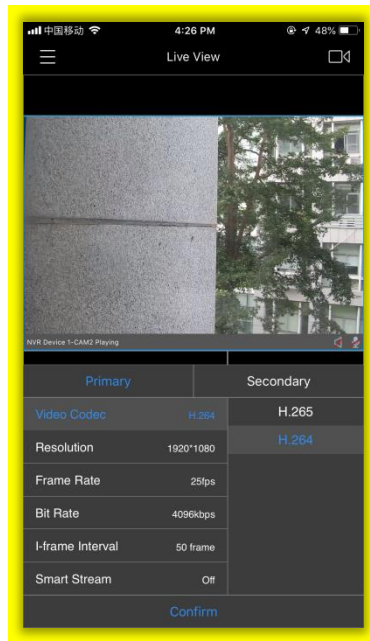 中国移动 4:26 PM 48%
Live View
NVR Device 1-CAM2 Playing
Primary Secondary
Video Codec H.264 H.265
H.264
Resolution 1920*1080
Frame Rate 25fps
Bit Rate 4096kbps
I-frame Interval 50 frame
Smart Stream Off
Confirm